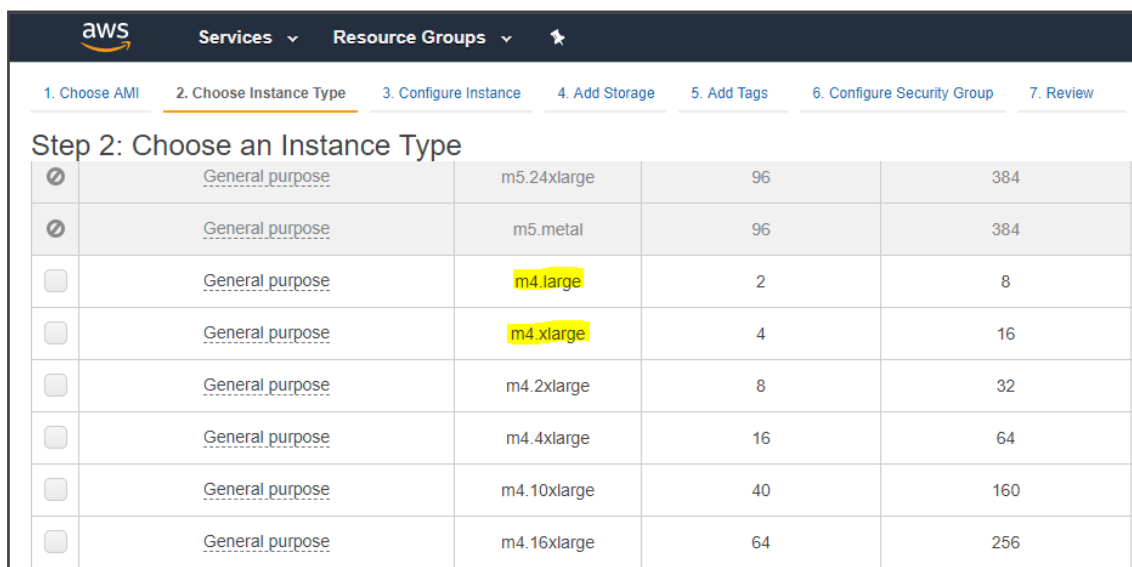 aws Services Resource Groups
1. Choose AMI 2. Choose Instance Type 3. Configure Instance 4. Add Storage 5. Add Tags 6. Configure Security Group 7. Review
Step 2: Choose an Instance Type
General purpose m5.24xlarge 96 384
General purpose m5.metal 96 384
General purpose m4.large 2 8
General purpose m4.xlarge 4 16
General purpose m4.2xlarge 8 32
General purpose m4.4xlarge 16 64
General purpose m4.10xlarge 40 160
General purpose m4.16xlarge 64 256